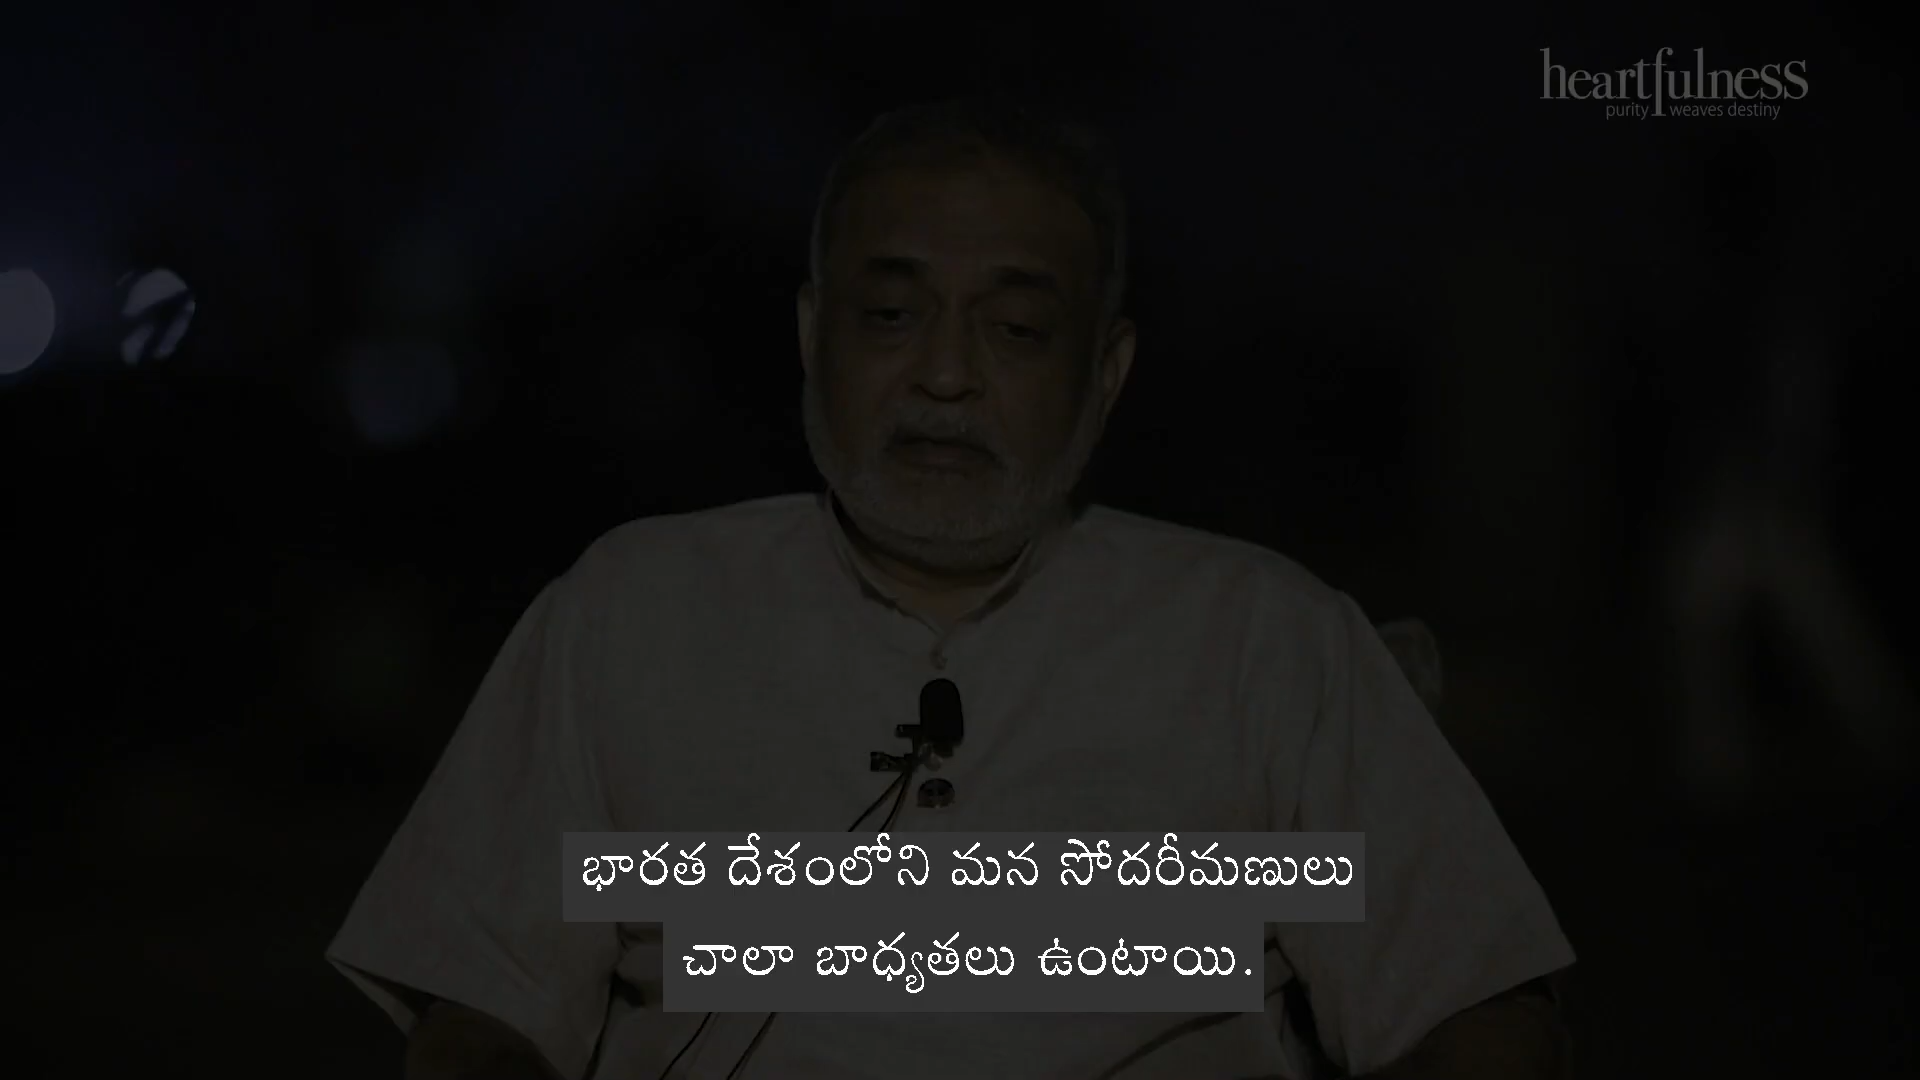 heartfulness
purity weaves destiny
భారత దేశంలోని మన సోదరీమణులు
చాలా బాధ్యతలు ఉంటాయి.